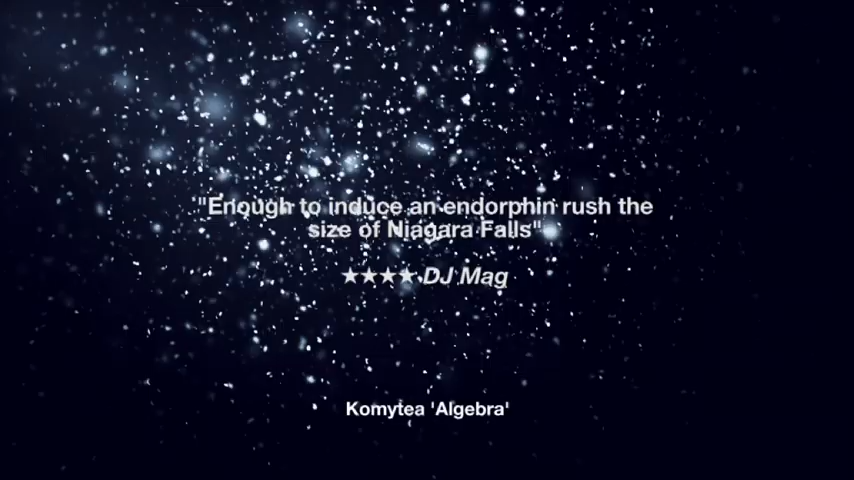 "Enough to induce an endorphin rush the
size of Niagara Falls"
★★★★ DJ Mag
Komytea 'Algebra'